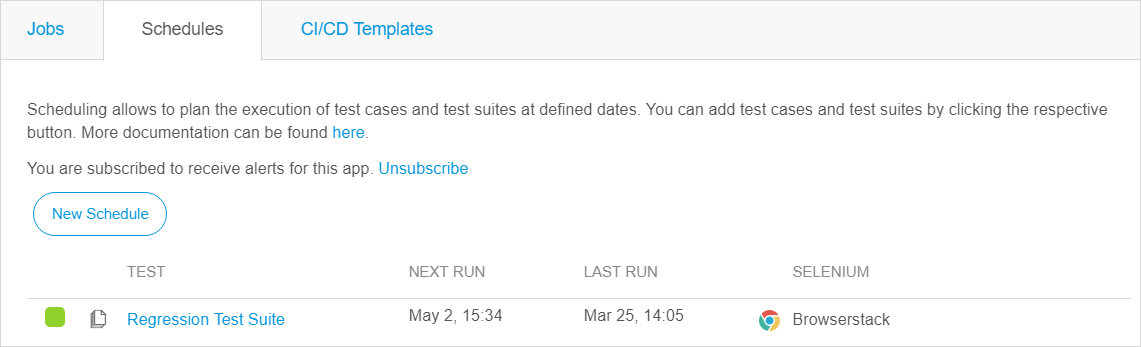 Jobs Schedules CI/CD Templates
Scheduling allows to plan the execution of test cases and test suites at defined dates. You can add test cases and test suites by clicking the respective
button. More documentation can be found here.
You are subscribed to receive alerts for this app. Unsubscribe
New Schedule
TEST NEXT RUN LAST RUN SELENIUM
Regression Test Suite May 2, 15:34 Mar 25, 14:05 Browserstack